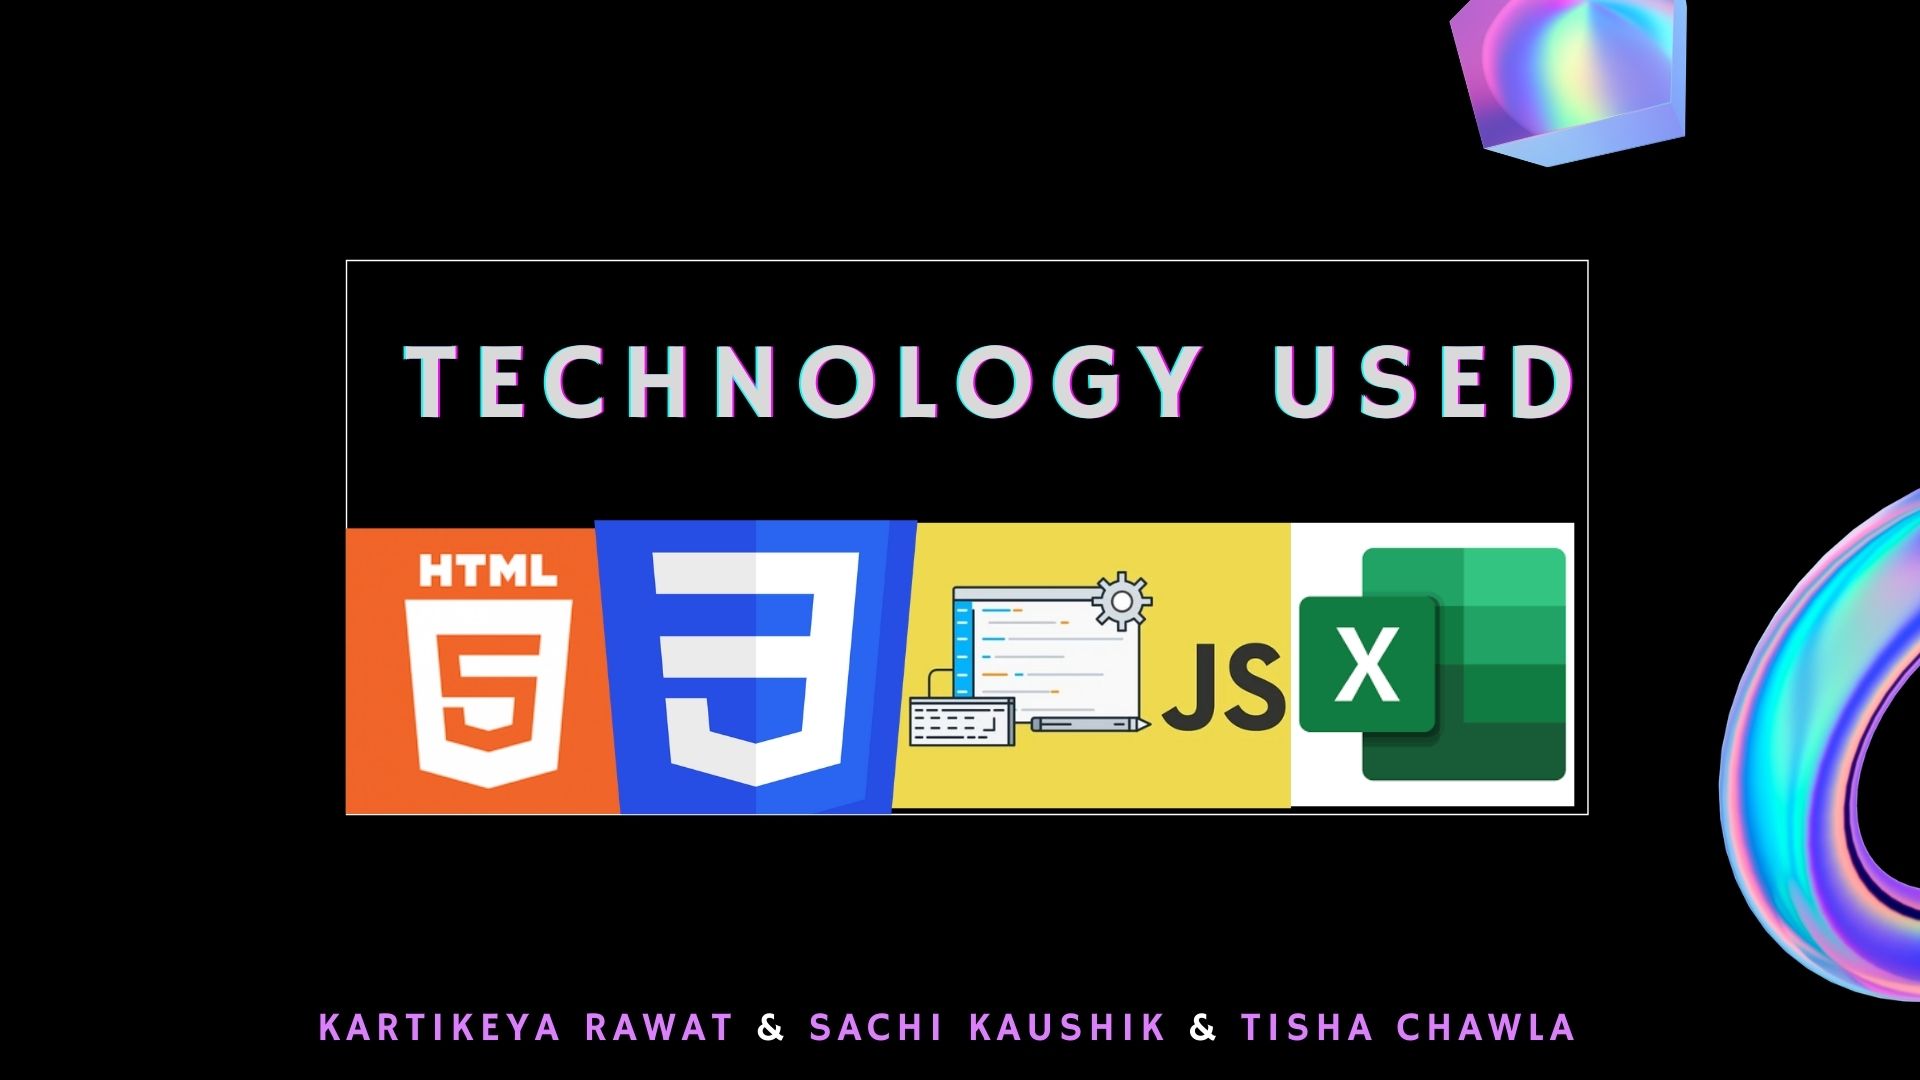 TECHNOLOGY USED
HTML
5
3
JS
X
KARTIKEYA RAWAT & SACHI KAUSHIK & TISHA CHAWLA